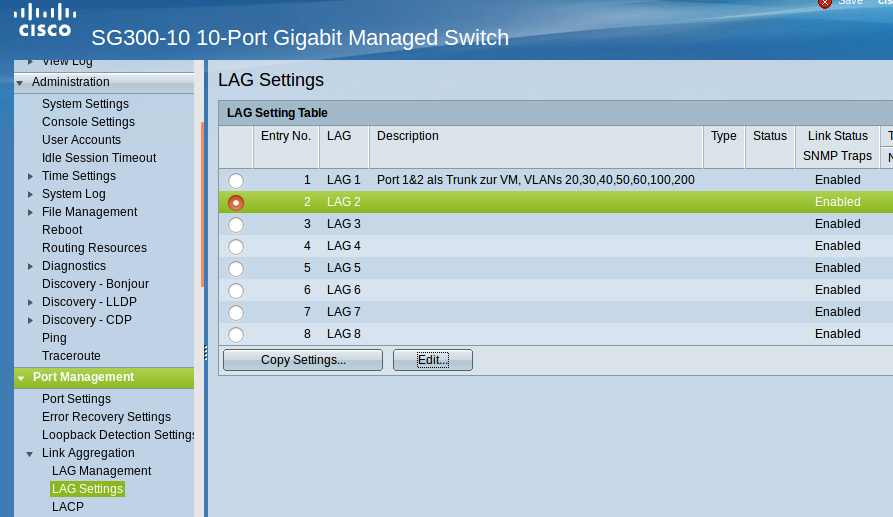 Save
cis
CISCO
SG300-10 10-Port Gigabit Managed Switch
View Log
Administration
System Settings
Console Settings
User Accounts
Idle Session Timeout
Time Settings
System Log
File Management
Reboot
Routing Resources
Diagnostics
Discovery - Bonjour
Discovery - LLDP
Discovery - CDP
Ping
Traceroute
Port Management
Port Settings
Error Recovery Settings
Loopback Detection Settings
Link Aggregation
LAG Management
LAG Settings
LACP
LAG Settings
LAG Setting Table
Entry No. LAG Description Type Status Link Status
SNMP Traps
1 LAG 1 Port 1&2 als Trunk zur VM, VLANs 20,30,40,50,60,100,200 Enabled
2 LAG 2 Enabled
3 LAG 3 Enabled
4 LAG 4 Enabled
5 LAG 5 Enabled
6 LAG 6 Enabled
7 LAG 7 Enabled
8 LAG 8 Enabled
Copy Settings... Edit...